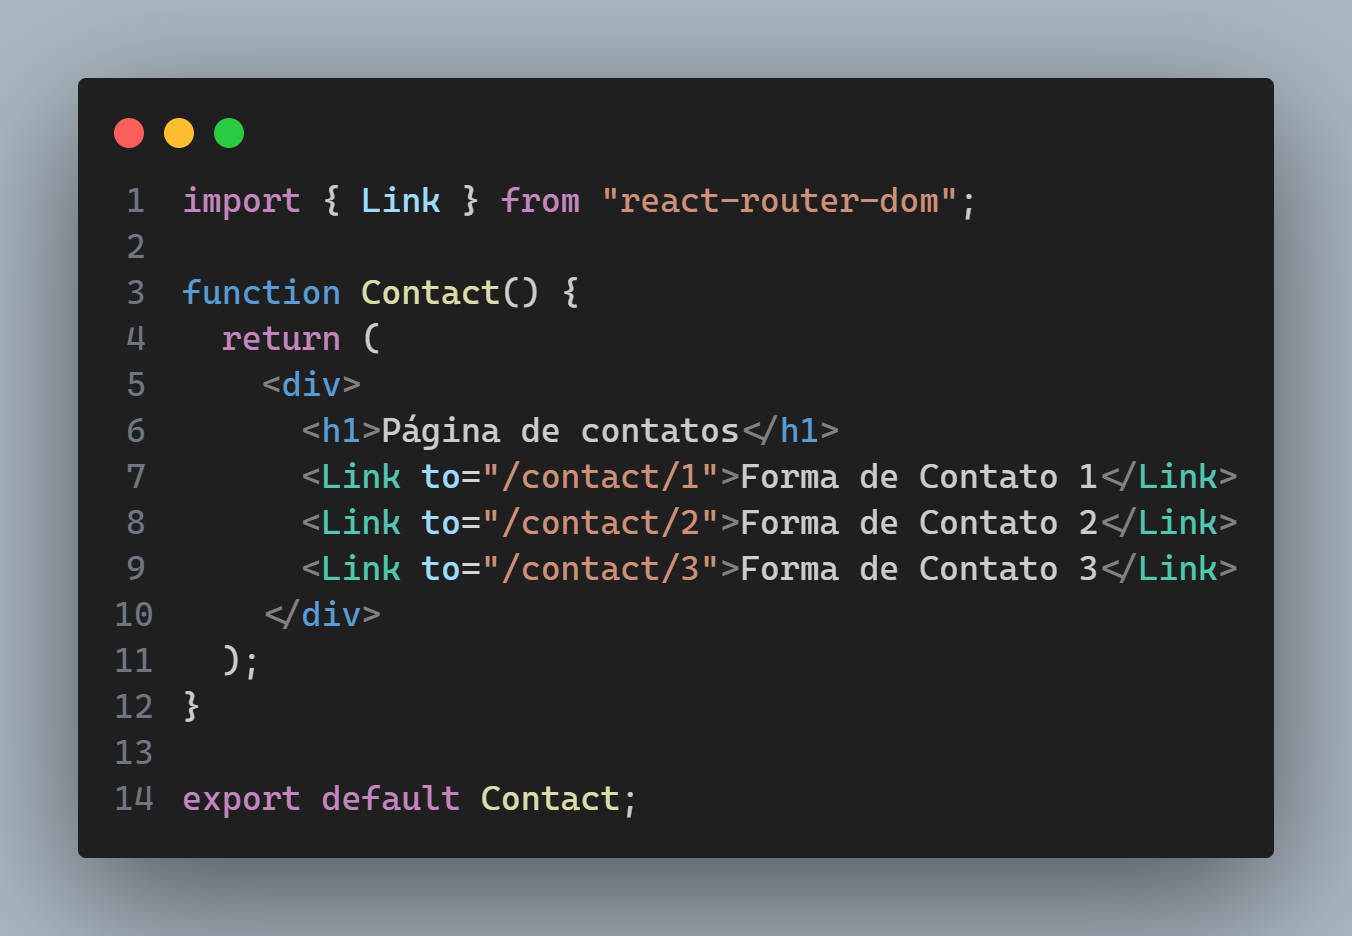 1 import { Link } from "react-router-dom";
2
3 function Contact() {
4   return (
5     <div>
6       <h1>Página de contatos</h1>
7       <Link to="/contact/1">Forma de Contato 1</Link>
8       <Link to="/contact/2">Forma de Contato 2</Link>
9       <Link to="/contact/3">Forma de Contato 3</Link>
10     </div>
11   );
12 }
13
14 export default Contact;